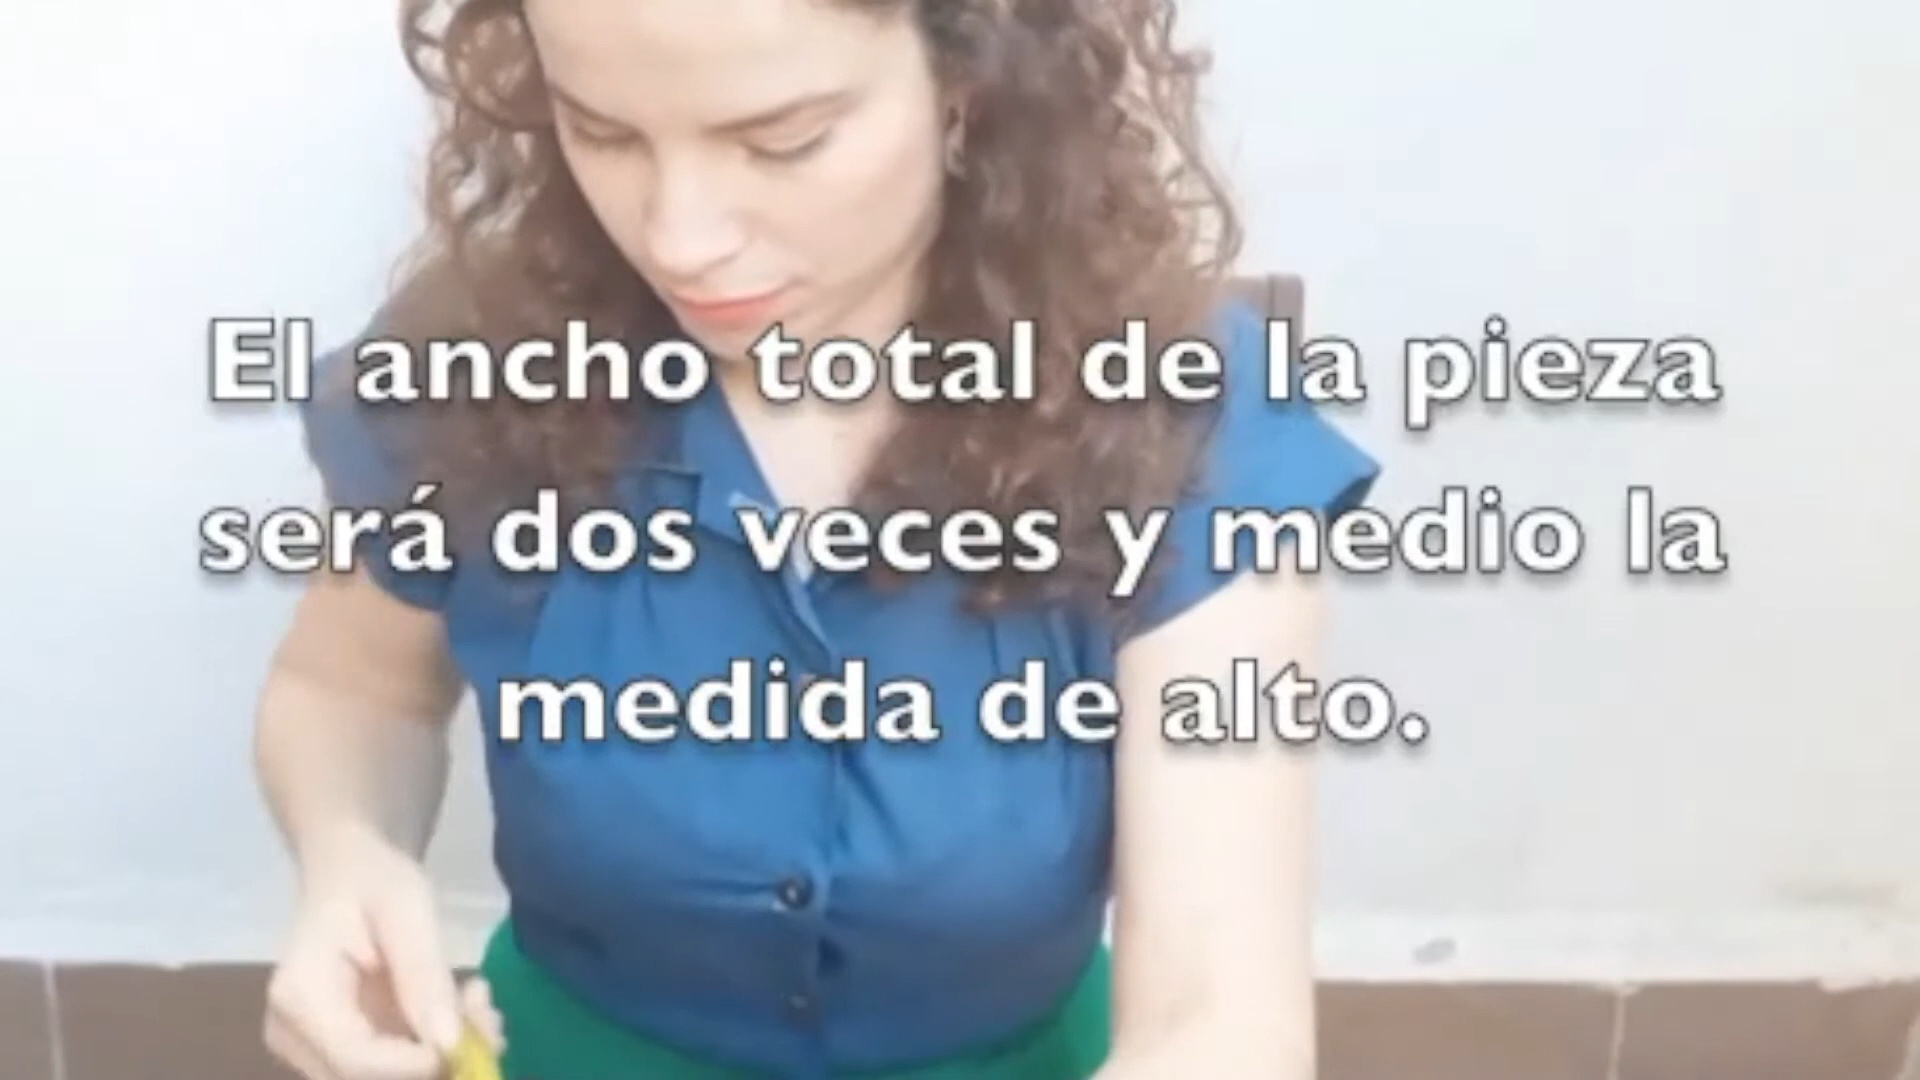 El ancho total de la pieza
será dos veces y medio la
medida de alto.